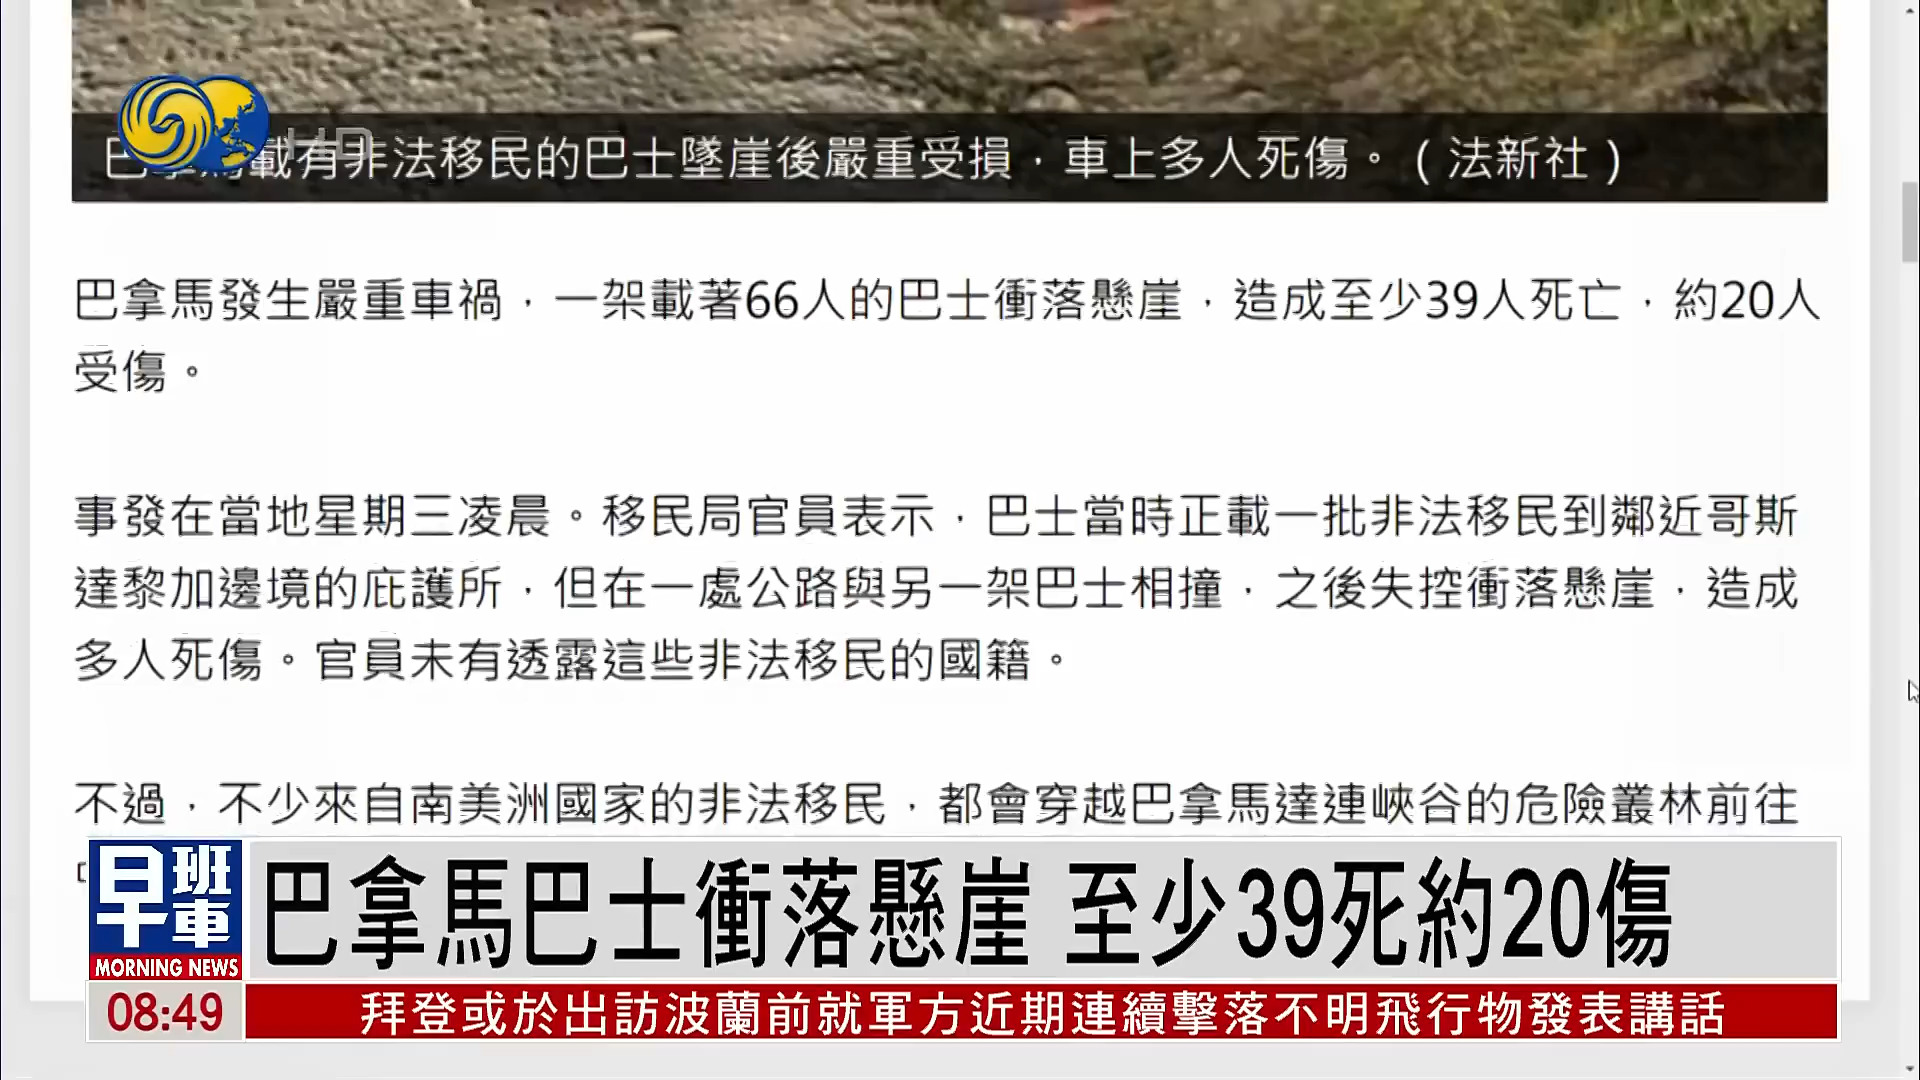 HD
載有非法移民的巴士墜崖後嚴重受損，車上多人死傷。（法新社）
巴拿馬發生嚴重車禍，一架載著66人的巴士衝落懸崖，造成至少39人死亡，約20人
受傷。
事發在當地星期三凌晨。移民局官員表示，巴士當時正載一批非法移民到鄰近哥斯
達黎加邊境的庇護所，但在一處公路與另一架巴士相撞，之後失控衝落懸崖，造成
多人死傷。官員未有透露這些非法移民的國籍。
不過，不少來自南美洲國家的非法移民，都會穿越巴拿馬達連峽谷的危險叢林前往
早班車
MORNING NEWS
巴拿馬巴士衝落懸崖 至少39死約20傷
08:49
拜登或於出訪波蘭前就軍方近期連續擊落不明飛行物發表講話